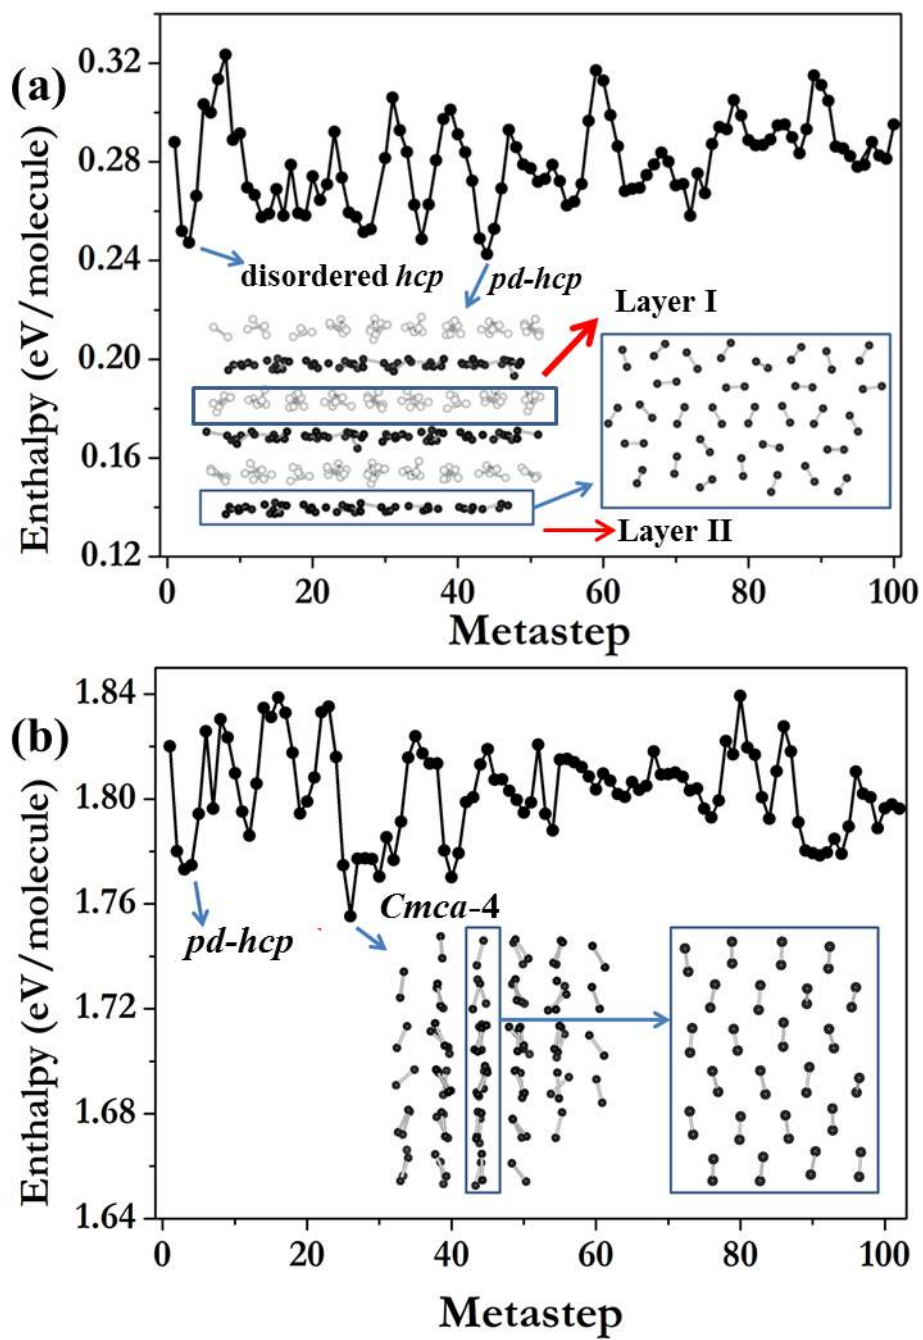 (a)
Enthalpy (eV/molecule)
0.32
0.28
0.24
0.20
0.16
0.12
disordered hcp
pd-hcp
Layer I
Layer II
0 20 40 60 80 100
Metastep
(b)
Enthalpy (eV/molecule)
1.84
1.80
1.76
1.72
1.68
1.64
pd-hcp
Cmca-4
0 20 40 60 80 100
Metastep